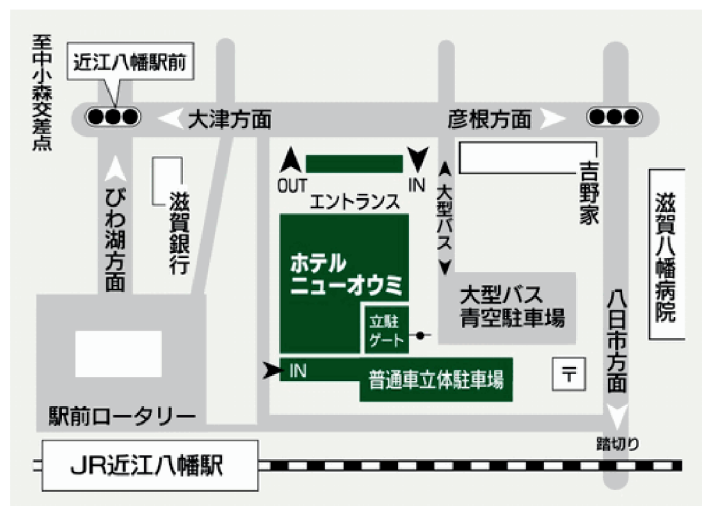 至中小森交差点
近江八幡駅前
大津方面
彦根方面
びわ湖方面
滋賀銀行
OUT
IN
エントランス
大型バス
吉野家
滋賀八幡病院
ホテル
ニューオウミ
立駐
ゲート
大型バス
青空駐車場
八日市方面
IN
普通車立体駐車場
〒
駅前ロータリー
踏切り
JR近江八幡駅